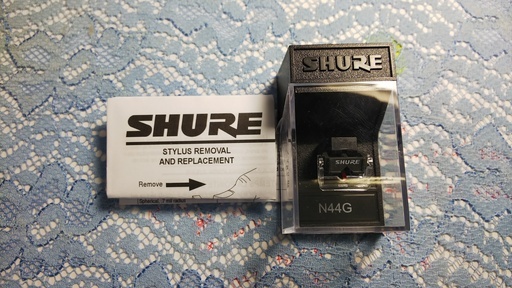 SHURE
STYLUS REMOVAL
AND REPLACEMENT
Remove
SHURE
SHURE
N44G